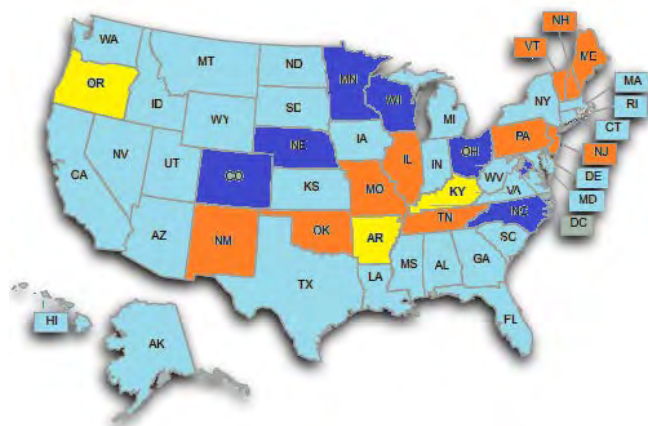 NH
WA
VT
ME
MT
ND
MN
OR
MA
ID
SD
WI
NY
RI
WY
MI
CT
IA
PA
NE
NJ
NV
OH
IL
IN
UT
CO
DE
CA
WV
VA
KS
MO
KY
MD
NC
TN
DC
OK
AZ
NM
AR
SC
MS
AL
GA
TX
LA
HI
FL
AK